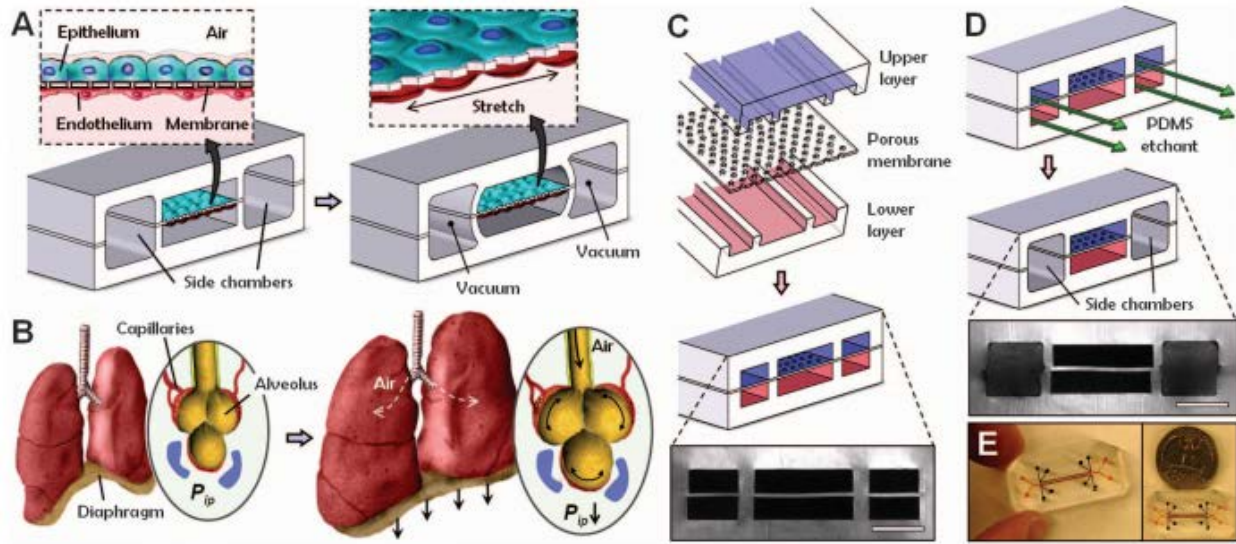 A
Epithelium
Air
Endothelium
Membrane
Stretch
Side chambers
Vacuum
Vacuum
B
Capillaries
Alveolus
Pip
Diaphragm
Air
Air
Pip↓
C
Upper
layer
Porous
membrane
Lower
layer
D
PDMS
etchant
Side chambers
E